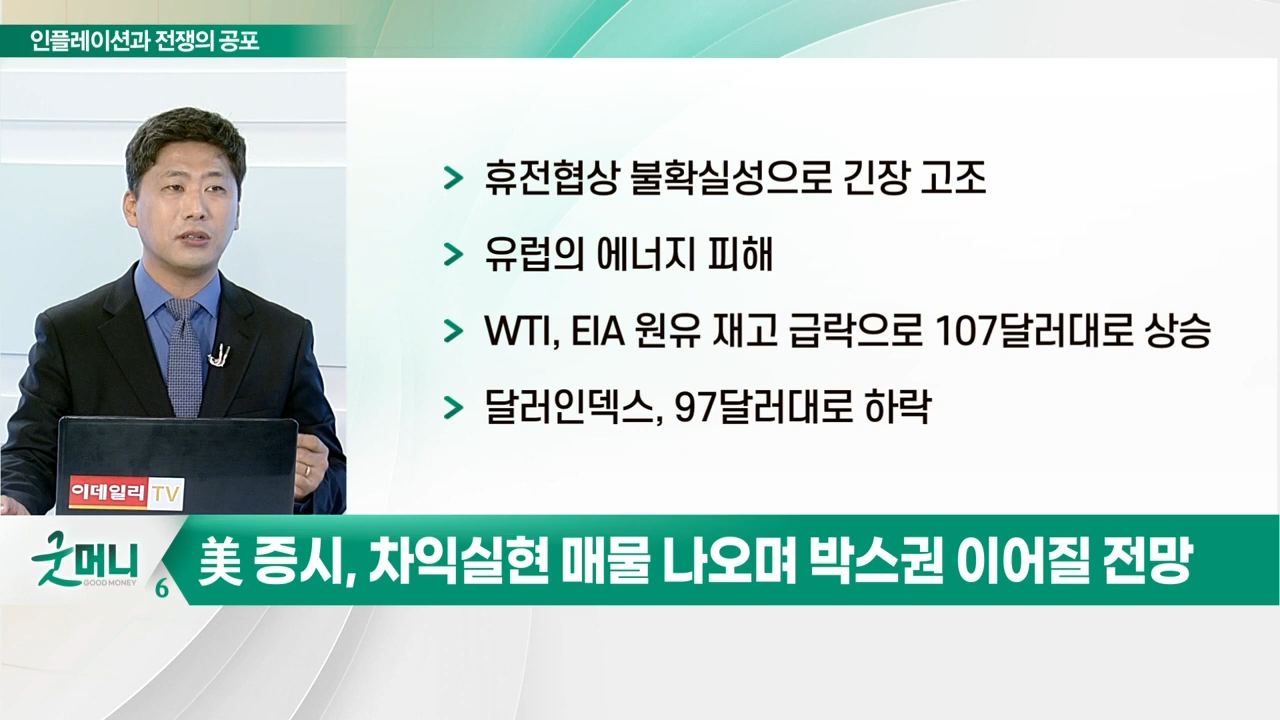 인플레이션과 전쟁의 공포
> 휴전협상 불확실성으로 긴장 고조
> 유럽의 에너지 피해
> WTI, EIA 원유 재고 급락으로 107달러대로 상승
> 달러인덱스, 97달러대로 하락
이데일리 TV
굿머니
GOOD MONEY
6
美 증시, 차익실현 매물 나오며 박스권 이어질 전망